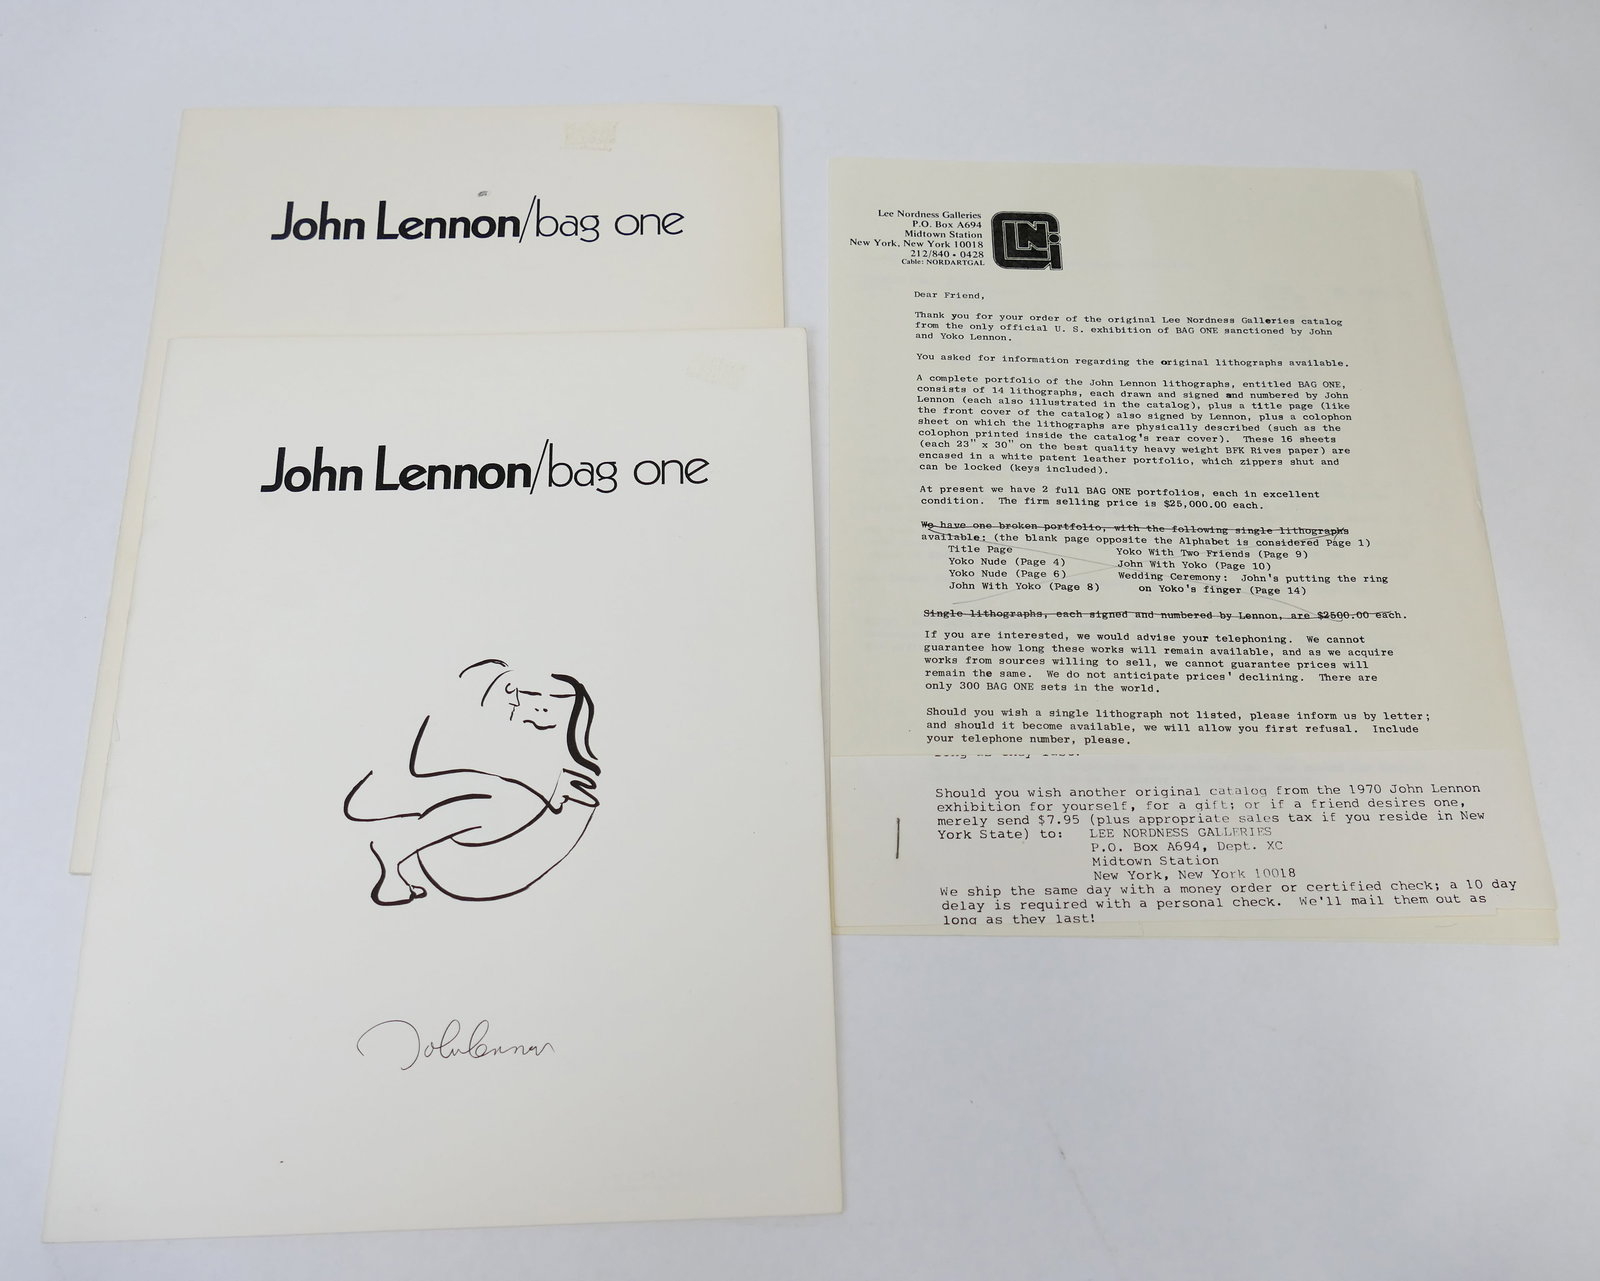 John Lennon/bag one
John Lennon/bag one
John Lennon
Lee Nordness Galleries
P.O. Box A694
Midtown Station
New York, New York 10018
212/840 - 0428
Cable: NORDARTGAL
LNGi
Dear Friend,
Thank you for your order of the original Lee Nordness Galleries catalog
from the only official U. S. exhibition of BAG ONE sanctioned by John
and Yoko Lennon.
You asked for information regarding the original lithographs available.
A complete portfolio of the John Lennon lithographs, entitled BAG ONE,
consists of 14 lithographs, each drawn and signed and numbered by John
Lennon (each also illustrated in the catalog), plus a title page (like
the front cover of the catalog) also signed by Lennon, plus a colophon
sheet on which the lithographs are physically described (such as the
colophon printed inside the catalog's rear cover). These 16 sheets
(each 23" x 30" on the best quality heavy weight BFK Rives paper) are
encased in a white patent leather portfolio, which zippers shut and
can be locked (keys included).
At present we have 2 full BAG ONE portfolios, each in excellent
condition. The firm selling price is $25,000.00 each.
We have one broken portfolio, with the following single lithographs
available: (the blank page opposite the Alphabet is considered Page 1)
Title Page Yoko With Two Friends (Page 9)
Yoko Nude (Page 4) John With Yoko (Page 10)
Yoko Nude (Page 6) Wedding Ceremony: John's putting the ring
John With Yoko (Page 8) on Yoko's finger (Page 14)
Single lithographs, each signed and numbered by Lennon, are $2500.00 each.
If you are interested, we would advise your telephoning. We cannot
guarantee how long these works will remain available, and as we acquire
works from sources willing to sell, we cannot guarantee prices will
remain the same. We do not anticipate prices' declining. There are
only 300 BAG ONE sets in the world.
Should you wish a single lithograph not listed, please inform us by letter;
and should it become available, we will allow you first refusal. Include
your telephone number, please.
Should you wish another original catalog from the 1970 John Lennon
exhibition for yourself, for a gift; or if a friend desires one,
merely send $7.95 (plus appropriate sales tax if you reside in New
York State) to: LEE NORDNESS GALLERIES
P.O. Box A694, Dept. XC
Midtown Station
New York, New York 10018
We ship the same day with a money order or certified check; a 10 day
delay is required with a personal check. We'll mail them out as
long as they last!